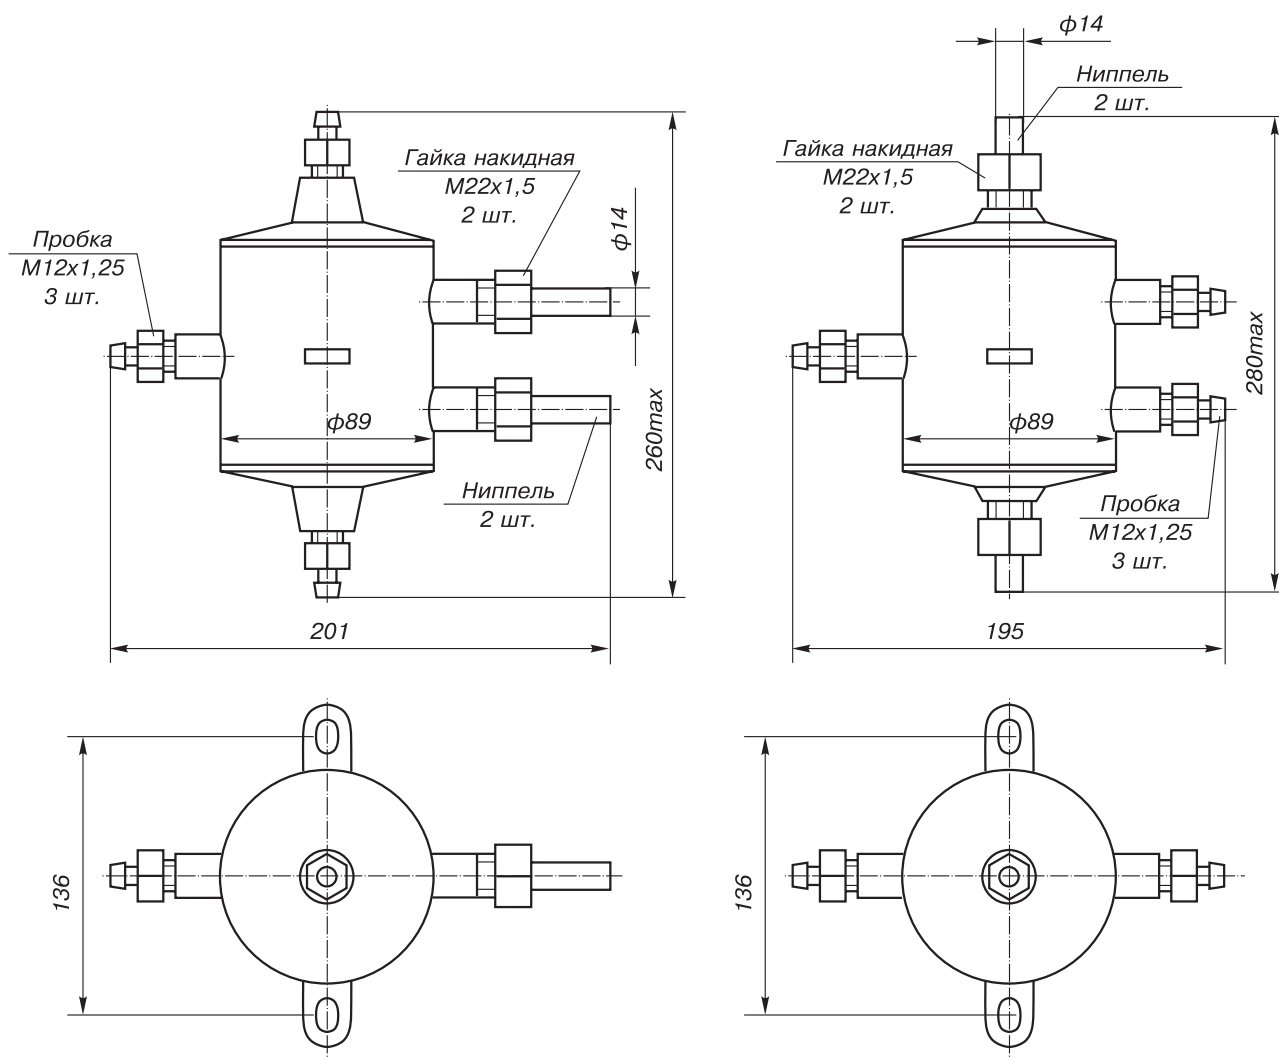 ф14
Ниппель
2 шт.
Гайка накидная
М22х1,5
2 шт.
Гайка накидная
М22х1,5
2 шт.
ф14
Пробка
М12х1,25
3 шт.
280max
260max
ф89
ф89
Ниппель
2 шт.
Пробка
М12х1,25
3 шт.
201
195
136
136